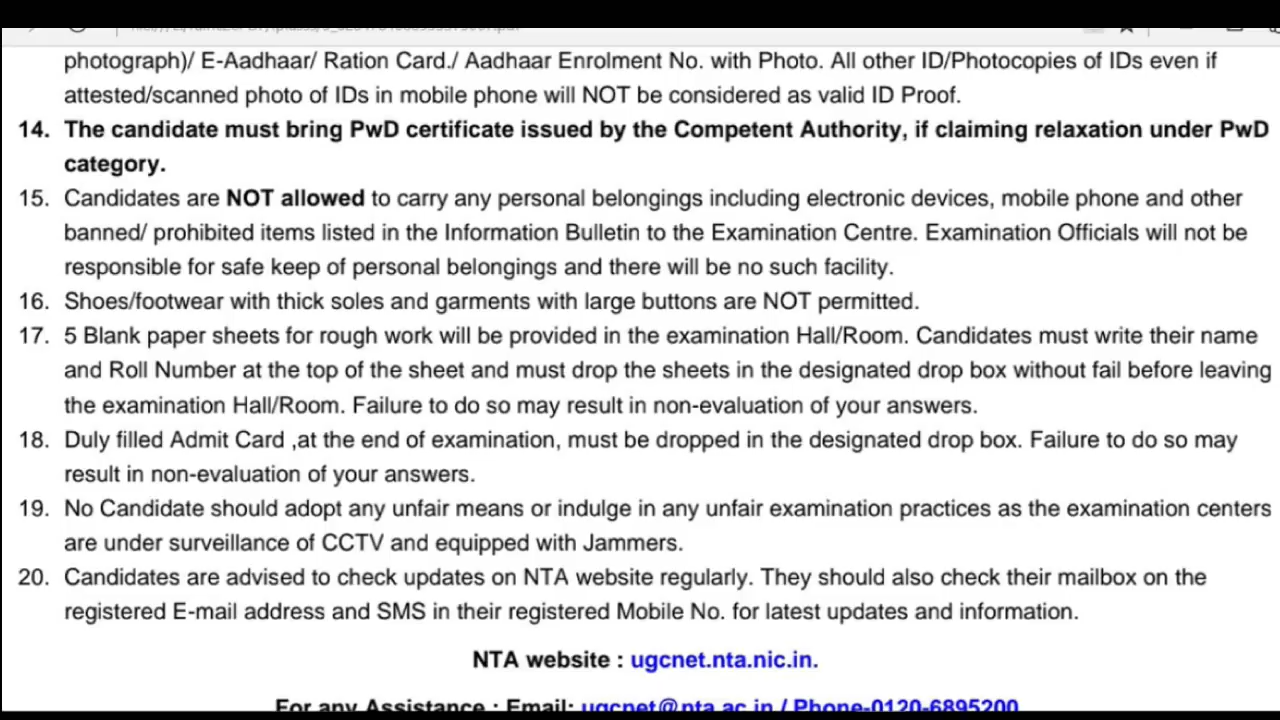 photograph)/ E-Aadhaar/ Ration Card./ Aadhaar Enrolment No. with Photo. All other ID/Photocopies of IDs even if
attested/scanned photo of IDs in mobile phone will NOT be considered as valid ID Proof.
14. The candidate must bring PwD certificate issued by the Competent Authority, if claiming relaxation under PwD
category.
15. Candidates are NOT allowed to carry any personal belongings including electronic devices, mobile phone and other
banned/ prohibited items listed in the Information Bulletin to the Examination Centre. Examination Officials will not be
responsible for safe keep of personal belongings and there will be no such facility.
16. Shoes/footwear with thick soles and garments with large buttons are NOT permitted.
17. 5 Blank paper sheets for rough work will be provided in the examination Hall/Room. Candidates must write their name
and Roll Number at the top of the sheet and must drop the sheets in the designated drop box without fail before leaving
the examination Hall/Room. Failure to do so may result in non-evaluation of your answers.
18. Duly filled Admit Card ,at the end of examination, must be dropped in the designated drop box. Failure to do so may
result in non-evaluation of your answers.
19. No Candidate should adopt any unfair means or indulge in any unfair examination practices as the examination centers
are under surveillance of CCTV and equipped with Jammers.
20. Candidates are advised to check updates on NTA website regularly. They should also check their mailbox on the
registered E-mail address and SMS in their registered Mobile No. for latest updates and information.
NTA website : ugcnet.nta.nic.in.
For any Assistance : Email: ugcnet@nta.ac.in / Phone-0120-6895200